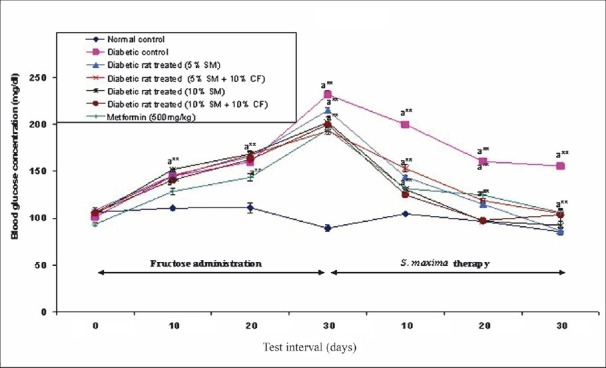 Normal control
Diabetic control
Diabetic rat treated (5% SM)
Diabetic rat treated (5% SM + 10% CF)
Diabetic rat treated (10% SM)
Diabetic rat treated (10% SM + 10% CF)
Metformin (500mg/kg)
Blood glucose concentration (mg/dl)
250
200
150
100
50
0
a** a** a** a** a** a**
a** a** a** a** a** a**
a** a** a** a**
Fructose administration
S. maxima therapy
0 10 20 30 10 20 30
Test interval (days)